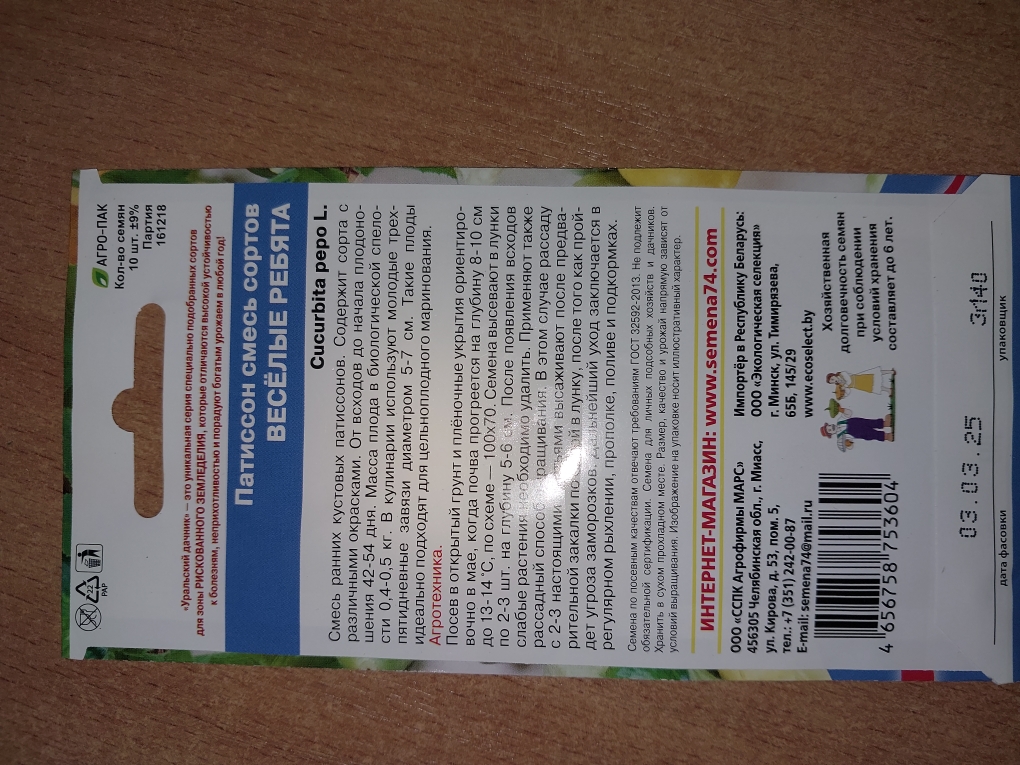 АГРО-ПАК
Кол-во семян
10 шт. ±9%
Партия
161218
22
PAP
«Уральский дачник» — это уникальная серия специально подобранных сортов
для зоны РИСКОВАННОГО ЗЕМЛЕДЕЛИЯ, которые отличаются высокой устойчивостью
к болезням, неприхотливостью и порадуют богатым урожаем в любой год!
Патиссон смесь сортов
ВЕСЁЛЫЕ РЕБЯТА
Cucurbita pepo L.
Смесь ранних кустовых патиссонов. Содержит сорта с
различными окрасками. От всходов до начала плодоно-
шения 42-54 дня. Масса плода в биологической спело-
сти 0,4-0,5 кг. В кулинарии используют молодые трех-
пятидневные завязи диаметром 5-7 см. Такие плоды
идеально подходят для цельноплодного маринования.
Агротехника.
Посев в открытый грунт и плёночные укрытия ориентиро-
вочно в мае, когда почва прогреется на глубину 8-10 см
до 13-14°С, по схеме — 100х70. Семена высевают в лунки
по 2-3 шт. на глубину 5-6 см. После появления всходов
слабые растения необходимо удалить. Применяют также
рассадный способ выращивания. В этом случае рассаду
с 2-3 настоящими листьями высаживают после предва-
рительной закалки по одной в лунку, после того как прой-
дет угроза заморозков. Дальнейший уход заключается в
регулярном рыхлении, прополке, поливе и подкормках.
Семена по посевным качествам отвечают требованиям ГОСТ 32592-2013. Не подлежит
обязательной сертификации. Семена для личных подсобных хозяйств и дачников.
Хранить в сухом прохладном месте. Размер, качество и урожай напрямую зависят от
условий выращивания. Изображение на упаковке носит иллюстративный характер.
ИНТЕРНЕТ-МАГАЗИН: www.semena74.com
ООО «ССПК Агрофирмы МАРС»
456305 Челябинская обл., г. Миасс,
ул. Кирова, д. 53, пом. 5,
тел.: +7 (351) 242-00-87
E-mail: semena74@mail.ru
Импортёр в Республику Беларусь:
ООО «Экологическая селекция»
г. Минск, ул. Тимирязева,
65Б, 145/29
www.ecoselect.by
Хозяйственная
долговечность семян
при соблюдении
условий хранения
составляет до 6 лет.
4 656758 753604
03.03.25
дата фасовки
упаковщик